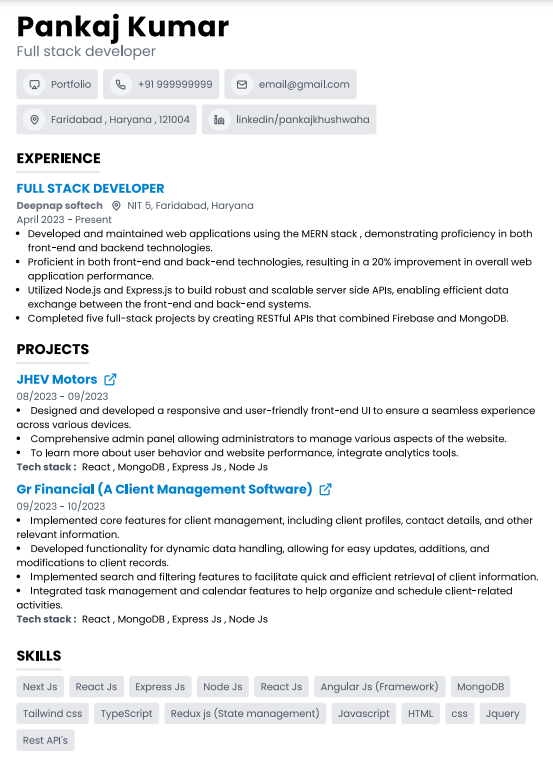 Pankaj Kumar
Full stack developer
Portfolio +91 999999999 email@gmail.com
Faridabad , Haryana , 121004 linkedin/pankajkhushwaha
EXPERIENCE
FULL STACK DEVELOPER
Deepnap softech NIT 5, Faridabad, Haryana
April 2023 - Present
• Developed and maintained web applications using the MERN stack , demonstrating proficiency in both
front-end and backend technologies.
• Proficient in both front-end and back-end technologies, resulting in a 20% improvement in overall web
application performance.
• Utilized Node.js and Express.js to build robust and scalable server side APIs, enabling efficient data
exchange between the front-end and back-end systems.
• Completed five full-stack projects by creating RESTful APIs that combined Firebase and MongoDB.
PROJECTS
JHEV Motors
08/2023 - 09/2023
• Designed and developed a responsive and user-friendly front-end UI to ensure a seamless experience
across various devices.
• Comprehensive admin panel allowing administrators to manage various aspects of the website.
• To learn more about user behavior and website performance, integrate analytics tools.
Tech stack : React , MongoDB , Express Js , Node Js
Gr Financial (A Client Management Software)
09/2023 - 10/2023
• Implemented core features for client management, including client profiles, contact details, and other
relevant information.
• Developed functionality for dynamic data handling, allowing for easy updates, additions, and
modifications to client records.
• Implemented search and filtering features to facilitate quick and efficient retrieval of client information.
• Integrated task management and calendar features to help organize and schedule client-related
activities.
Tech stack : React , MongoDB , Express Js , Node Js
SKILLS
Next Js React Js Express Js Node Js React Js Angular Js (Framework) MongoDB
Tailwind css TypeScript Redux js (State management) Javascript HTML css Jquery
Rest API's